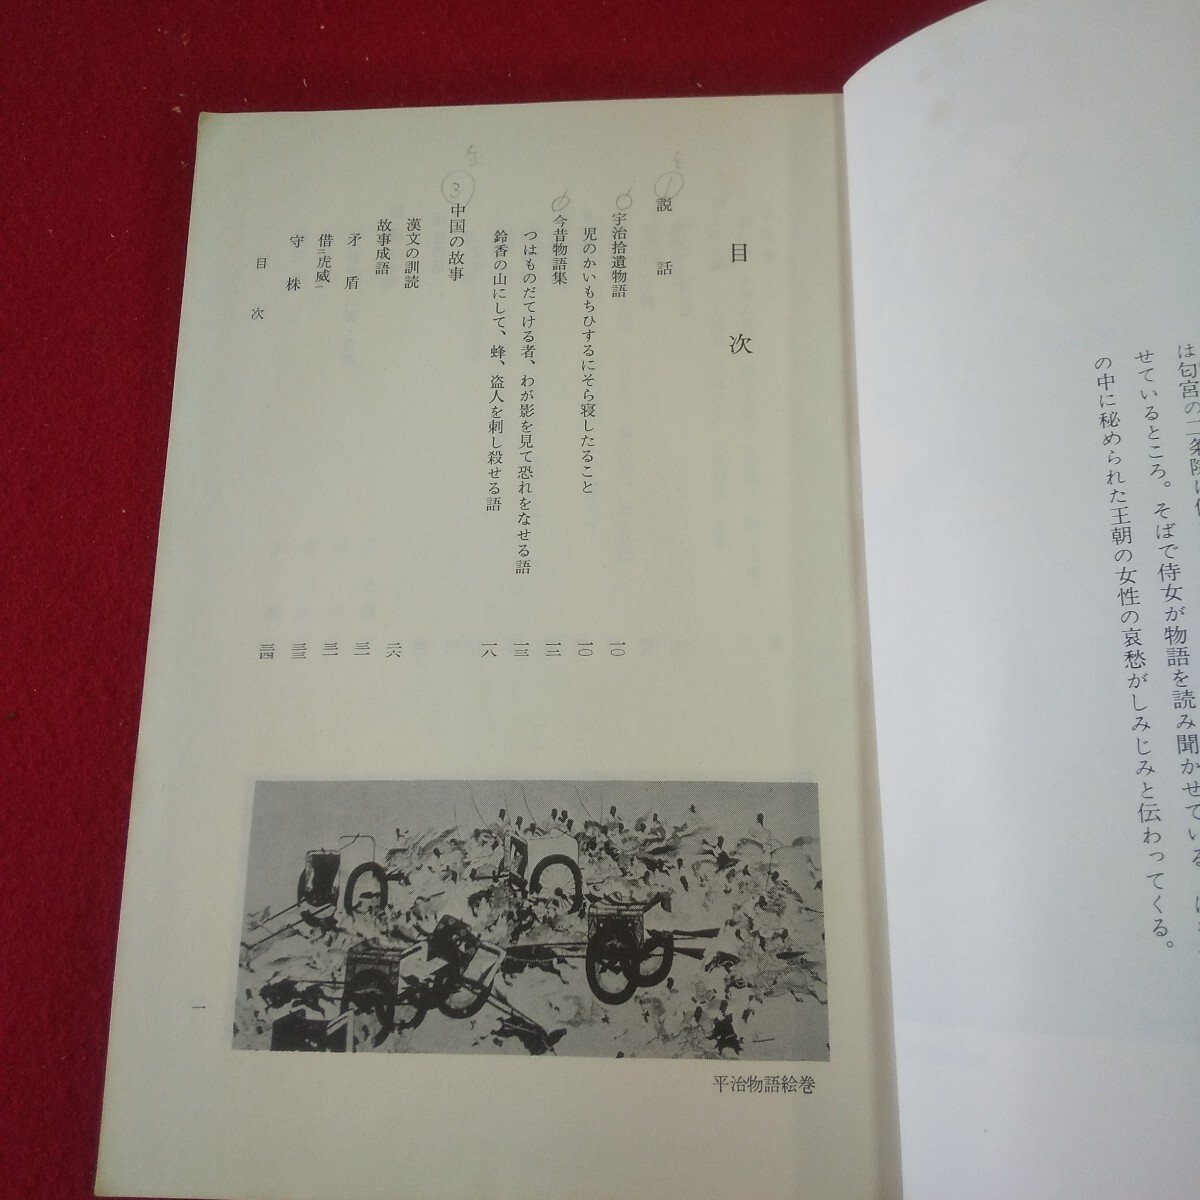 は匂宮の二条院に
せているところ。そばで侍女が物語を読み聞かせている
の中に秘められた王朝の女性の哀愁がしみじみと伝わってくる。
目次
①
説話
宇治拾遺物語 一〇
児のかいもちひするにそら寝したること 一〇
今昔物語集 一二
つはものだてける者、わが影を見て恐れをなせる語 一三
鈴香の山にして、蜂、盗人を刺し殺せる語 一八
③
中国の故事
漢文の訓読 二六
故事成語 三一
矛盾 三一
借二虎威一 三三
守株 三四
目次
一
平治物語絵巻